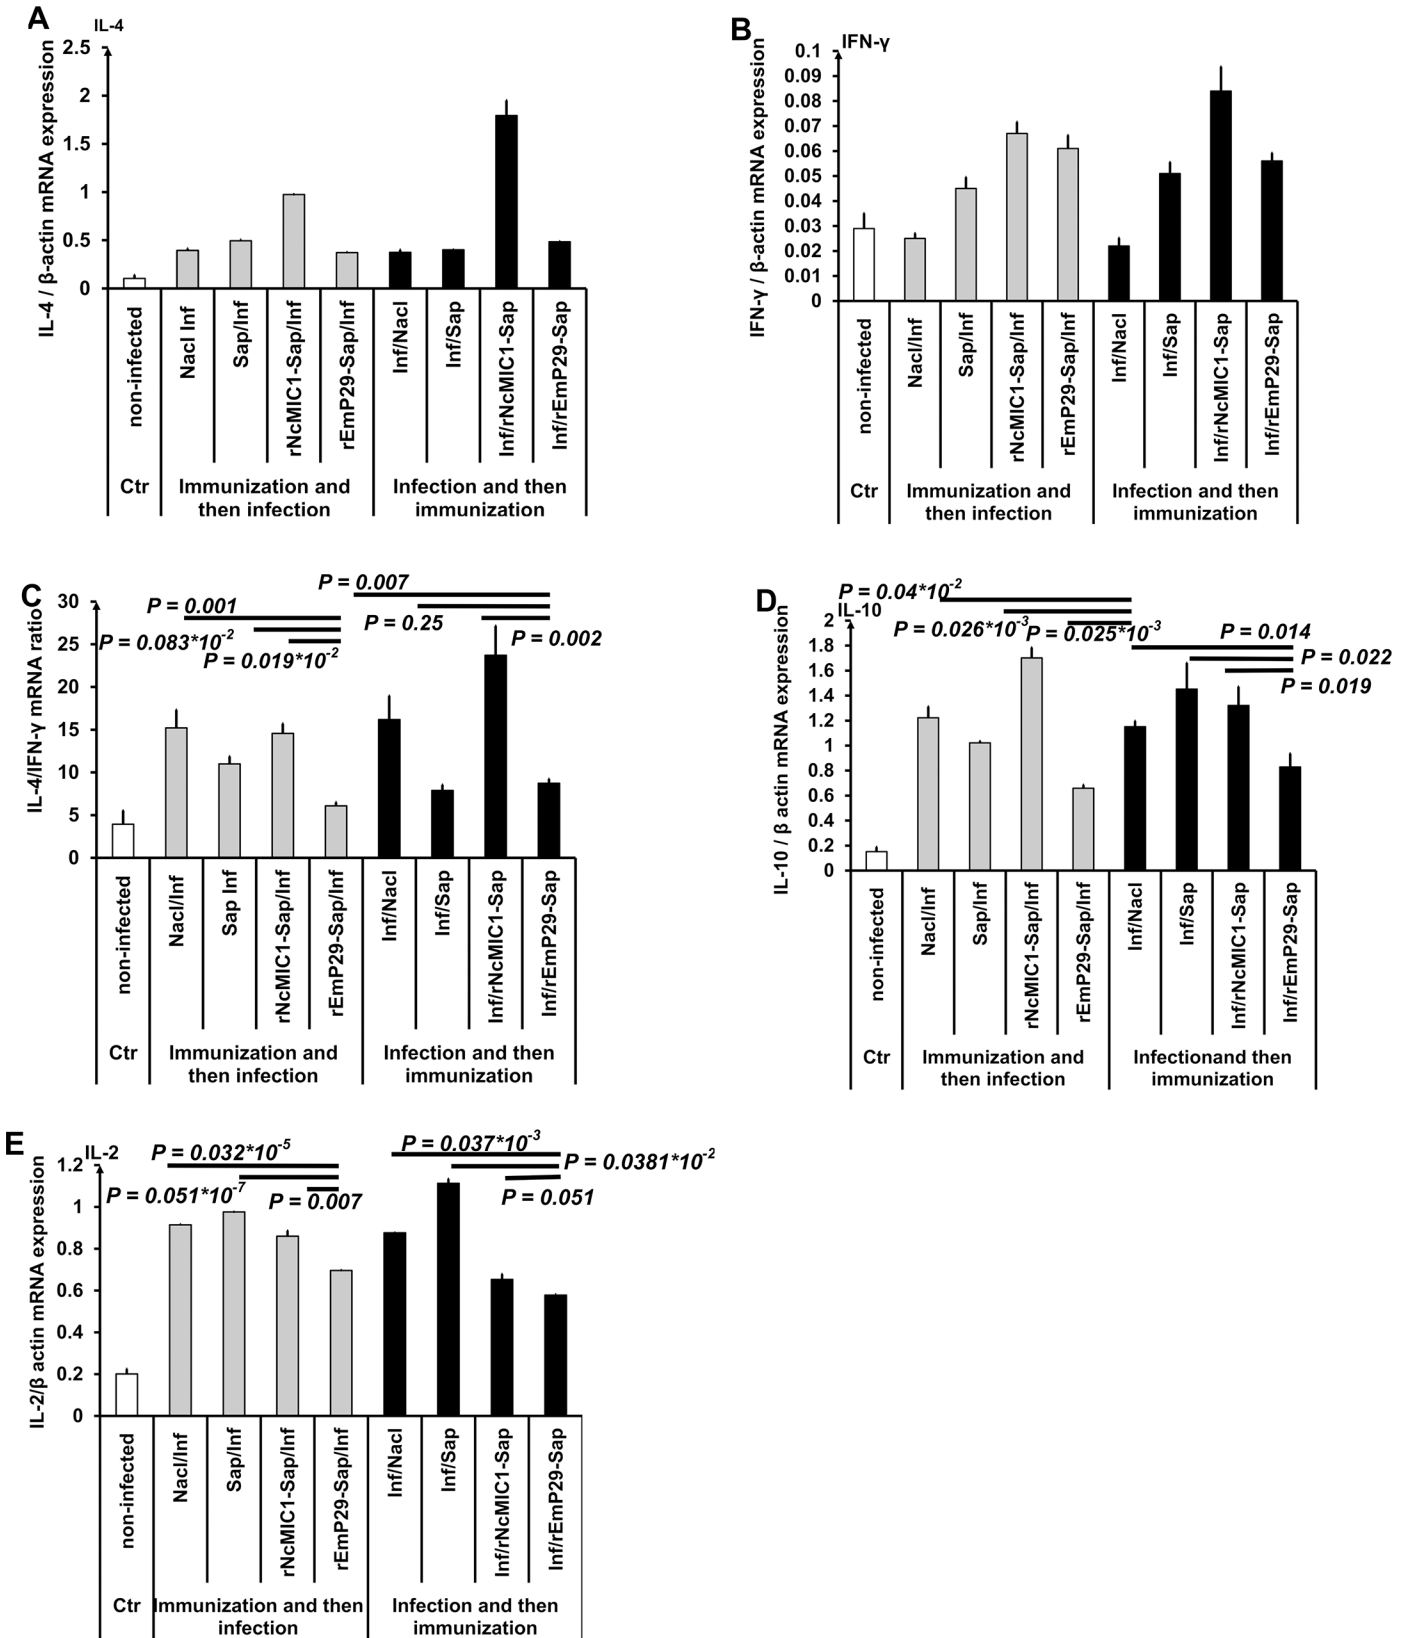 A
IL-4
IL-4 / β-actin mRNA expression
2.5
2
1.5
1
0.5
0
non-infected
Nacl Inf
Sap/Inf
rNcMIC1-Sap/Inf
rEmP29-Sap/Inf
Inf/Nacl
Inf/Sap
Inf/rNcMIC1-Sap
Inf/rEmP29-Sap
Ctr
Immunization and
then infection
Infection and then
immunization
B
IFN-γ
IFN-γ / β-actin mRNA expression
0.1
0.09
0.08
0.07
0.06
0.05
0.04
0.03
0.02
0.01
0
non-infected
Nacl/Inf
Sap/Inf
rNcMIC1-Sap/Inf
rEmP29-Sap/Inf
Inf/Nacl
Inf/Sap
Inf/rNcMIC1-Sap
Inf/rEmP29-Sap
Ctr
Immunization and
then infection
Infection and then
immunization
C
IL-4/IFN-γ mRNA ratio
P = 0.007
P = 0.001
P = 0.25
P = 0.083*10-2
P = 0.002
P = 0.019*10-2
30
25
20
15
10
5
0
non-infected
Nacl/Inf
Sap Inf
rNcMIC1-Sap/Inf
rEmP29-Sap/Inf
Inf/Nacl
Inf/Sap
Inf/rNcMIC1-Sap
Inf/rEmP29-Sap
Ctr
Immunization and
then infection
Infection and then
immunization
D
IL-10
IL-10 / β actin mRNA expression
P = 0.04*10-2
P = 0.026*10-3
P = 0.025*10-3
P = 0.014
P = 0.022
P = 0.019
2
1.8
1.6
1.4
1.2
1
0.8
0.6
0.4
0.2
0
non-infected
Nacl/Inf
Sap/Inf
rNcMIC1-Sap/Inf
rEmP29-Sap/Inf
Inf/Nacl
Inf/Sap
Inf/rNcMIC1-Sap
Inf/rEmP29-Sap
Ctr
Immunization and
then infection
Infectionand then
immunization
E
IL-2
IL-2/β actin mRNA expression
P = 0.032*10-5
P = 0.037*10-3
P = 0.0381*10-2
P = 0.051*10-7
P = 0.007
P = 0.051
1.2
1
0.8
0.6
0.4
0.2
0
non-infected
Nacl/Inf
Sap/Inf
rNcMIC1-Sap/Inf
rEmP29-Sap/Inf
Inf/Nacl
Inf/Sap
Inf/rNcMIC1-Sap
Inf/rEmP29-Sap
Ctr
Immunization and then
infection
Infection and then
immunization